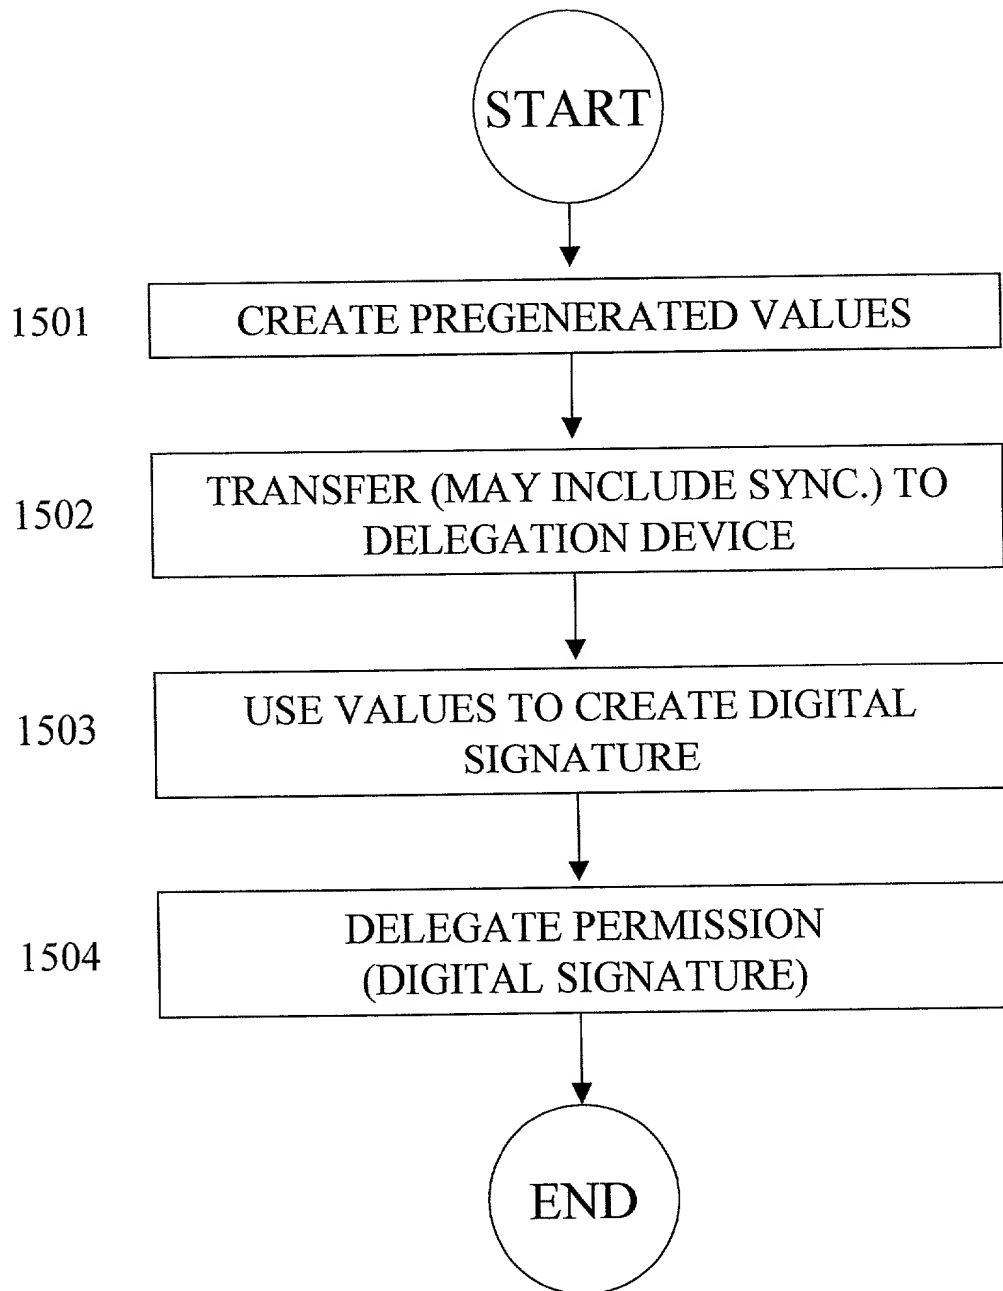 START
1501
CREATE PREGENERATED VALUES
1502
TRANSFER (MAY INCLUDE SYNC.) TO
DELEGATION DEVICE
1503
USE VALUES TO CREATE DIGITAL
SIGNATURE
1504
DELEGATE PERMISSION
(DIGITAL SIGNATURE)
END